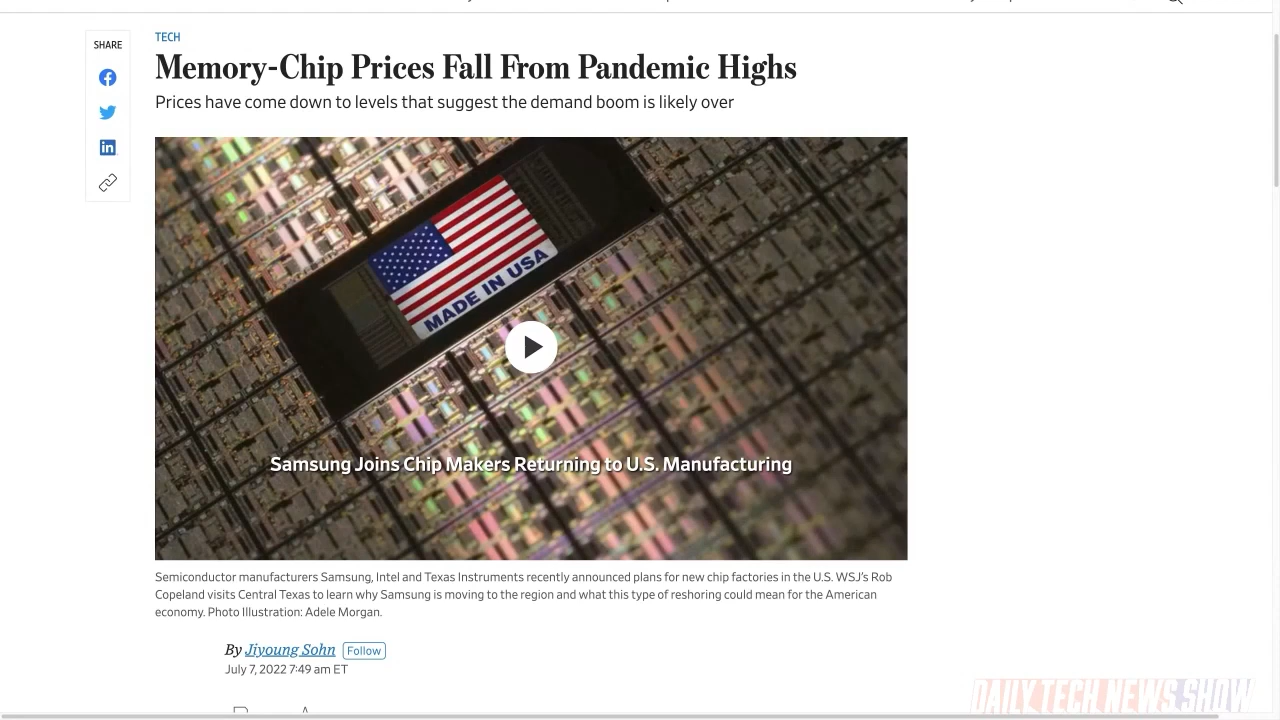 SHARE
TECH
Memory-Chip Prices Fall From Pandemic Highs
Prices have come down to levels that suggest the demand boom is likely over
MADE IN USA
Samsung Joins Chip Makers Returning to U.S. Manufacturing
Semiconductor manufacturers Samsung, Intel and Texas Instruments recently announced plans for new chip factories in the U.S. WSJ's Rob
Copeland visits Central Texas to learn why Samsung is moving to the region and what this type of reshoring could mean for the American
economy. Photo Illustration: Adele Morgan.
By Jiyoung Sohn Follow
July 7, 2022 7:49 am ET
DAILY TECH NEWS SHOW